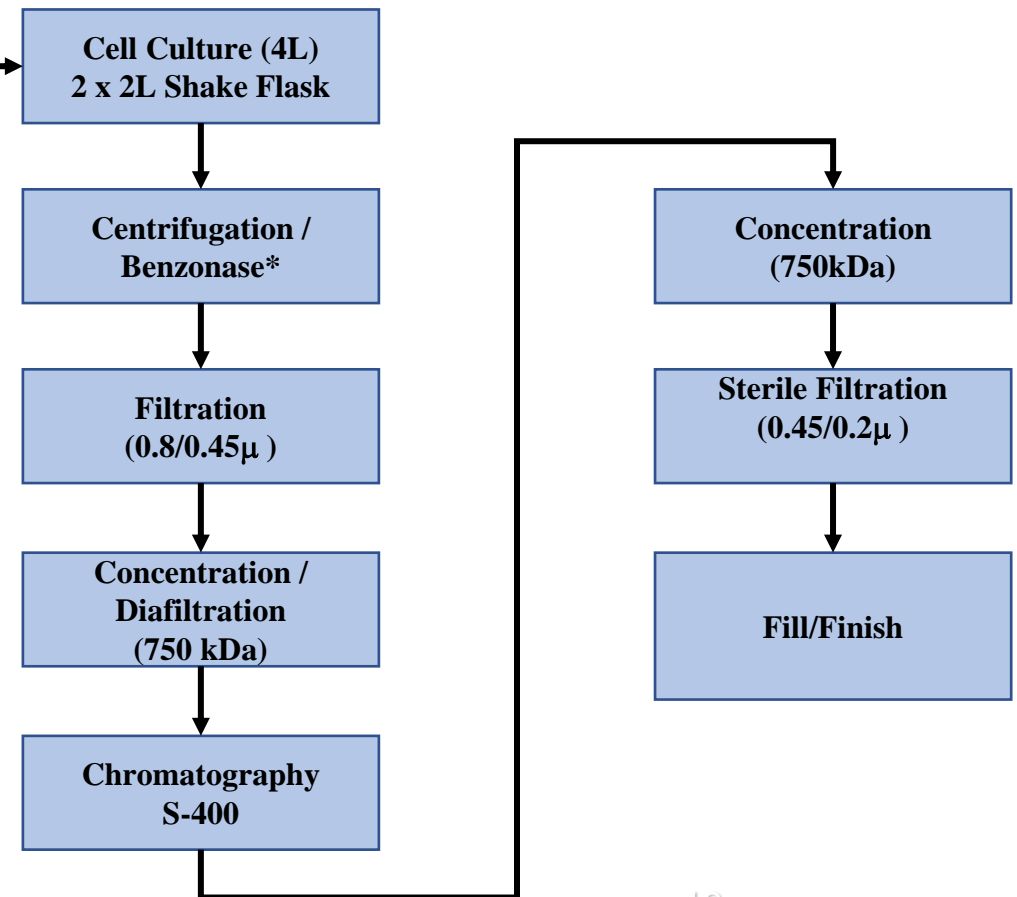 Cell Culture (4L)
2 x 2L Shake Flask
Centrifugation /
Benzonase*
Filtration
(0.8/0.45μ )
Concentration /
Diafiltration
(750 kDa)
Chromatography
S-400
Concentration
(750kDa)
Sterile Filtration
(0.45/0.2μ )
Fill/Finish